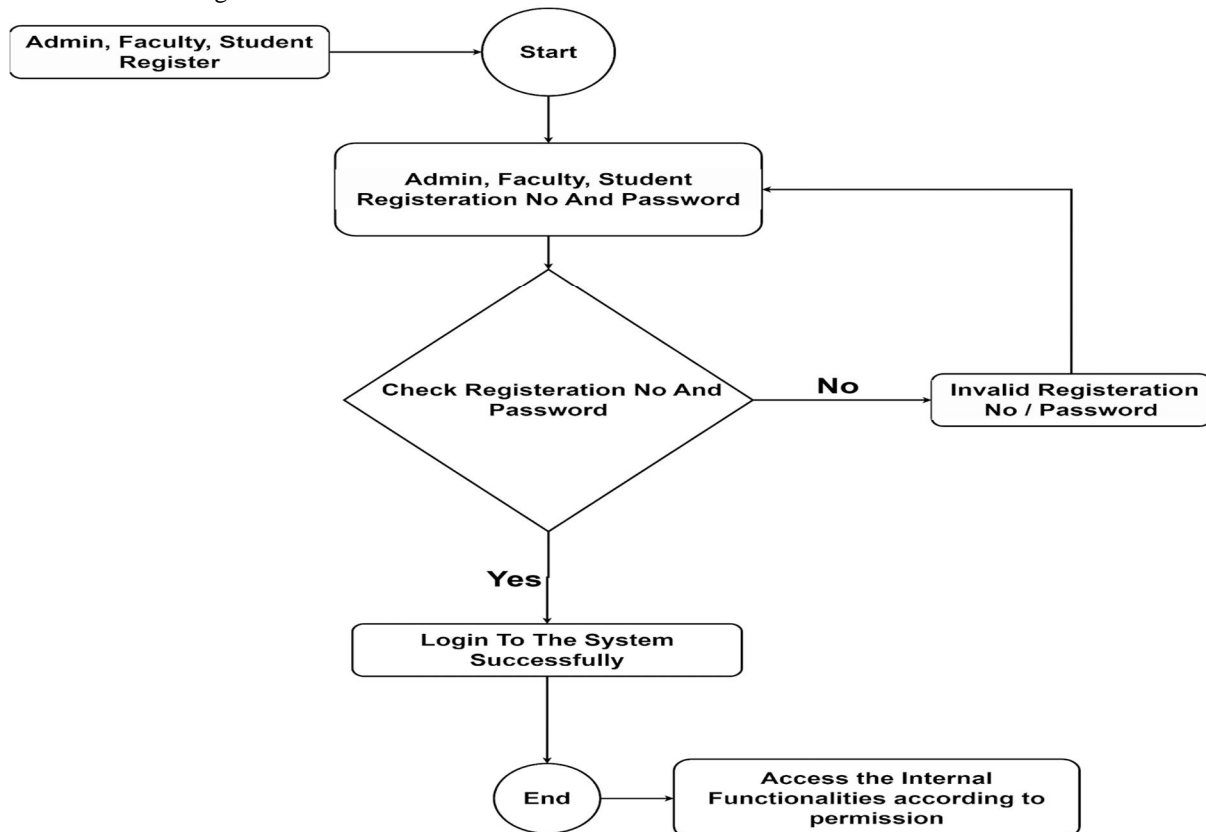 Admin, Faculty, Student
Register
Start
Admin, Faculty, Student
Registeration No And Password
Check Registeration No And
Password
No
Invalid Registeration
No / Password
Yes
Login To The System
Successfully
End
Access the Internal
Functionalities according to
permission